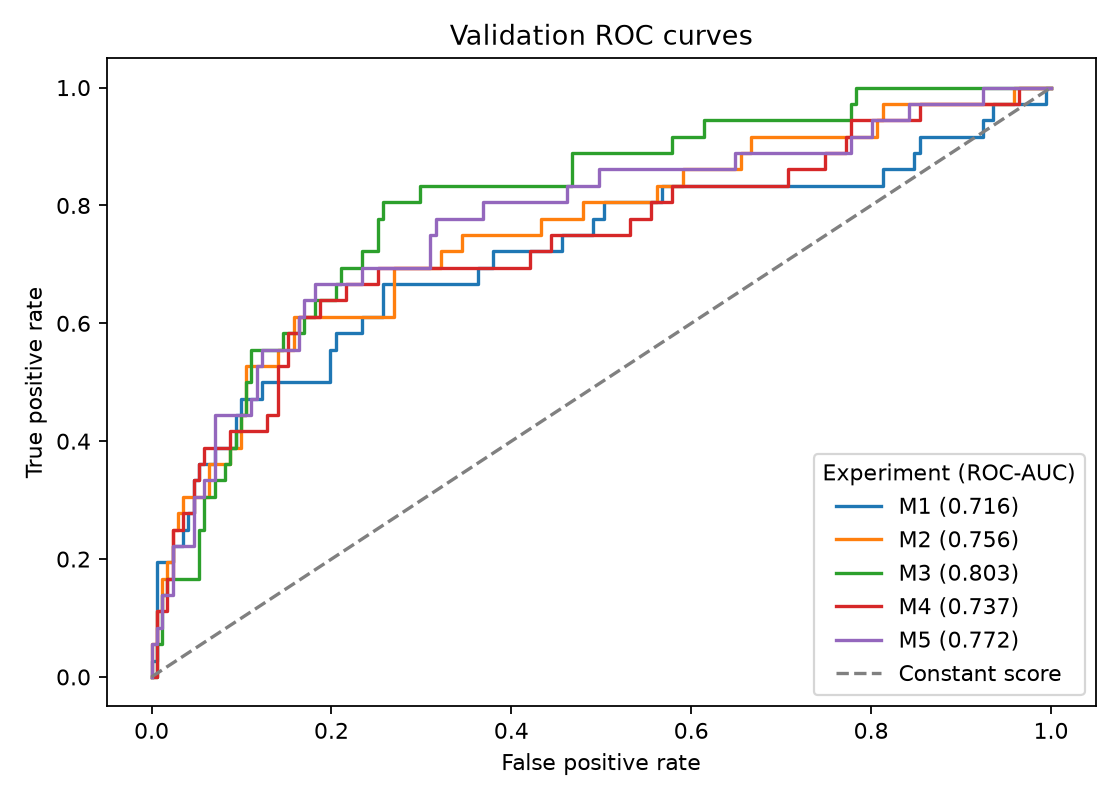 Validation ROC curves
True positive rate
1.0
0.8
0.6
0.4
0.2
0.0
0.0 0.2 0.4 0.6 0.8 1.0
False positive rate
Experiment (ROC-AUC)
M1 (0.716)
M2 (0.756)
M3 (0.803)
M4 (0.737)
M5 (0.772)
Constant score